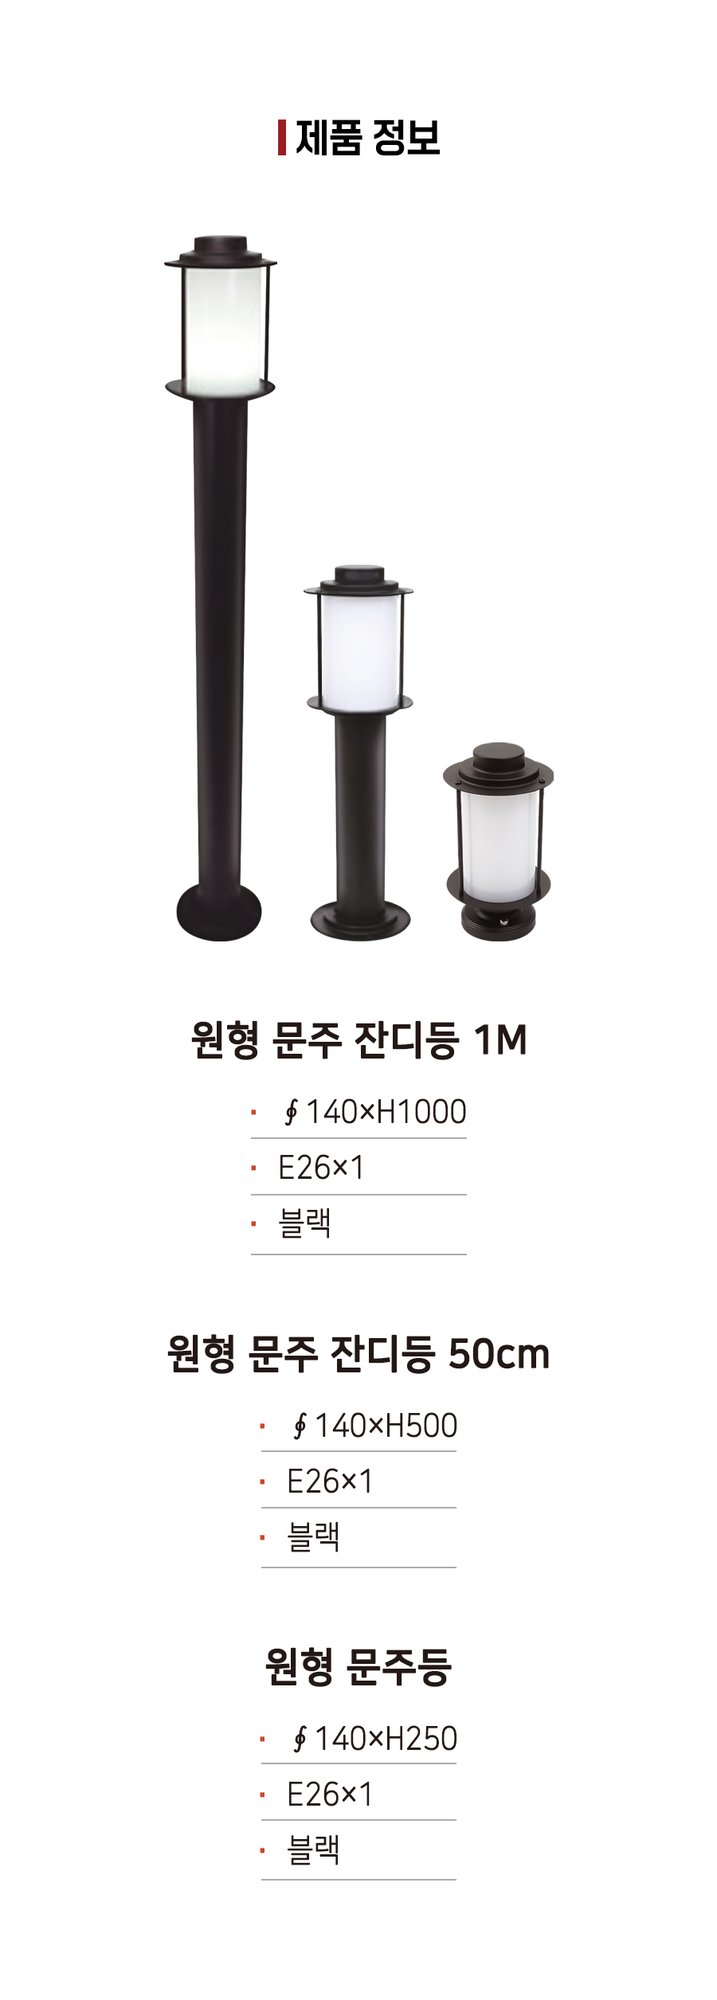 제품 정보
원형 문주 잔디등 1M
∮140×H1000
E26×1
블랙
원형 문주 잔디등 50cm
∮140×H500
E26×1
블랙
원형 문주등
∮140×H250
E26×1
블랙